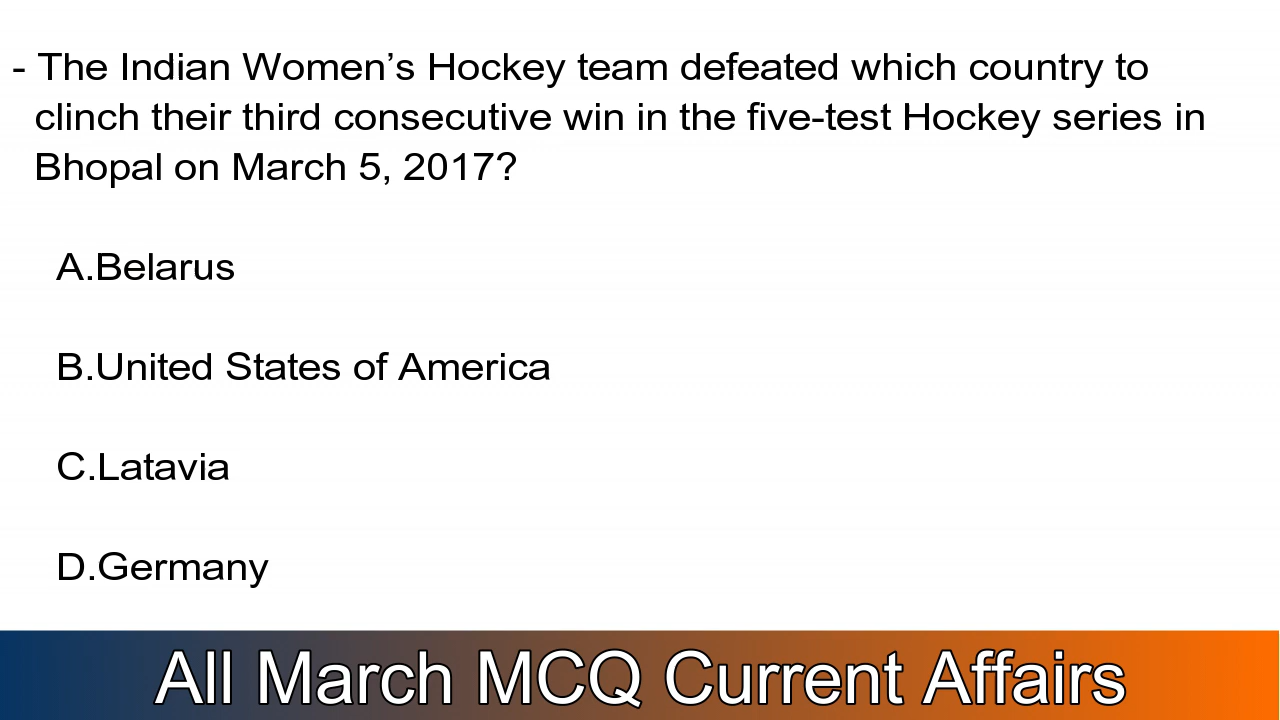 - The Indian Women’s Hockey team defeated which country to
clinch their third consecutive win in the five-test Hockey series in
Bhopal on March 5, 2017?
A.Belarus
B.United States of America
C.Latavia
D.Germany
All March MCQ Current Affairs